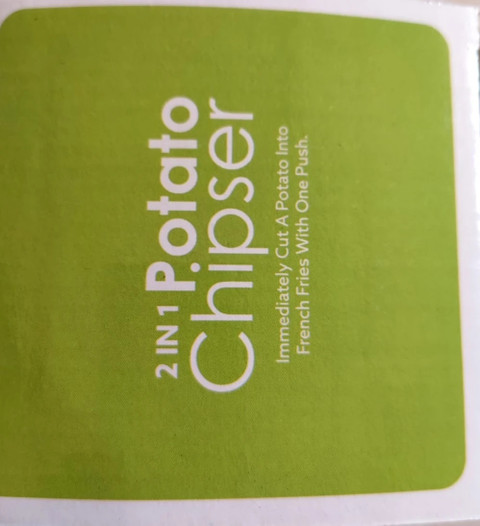 2 IN 1 Potato
Chipser
Immediately Cut A Potato Into
French Fries With One Push.